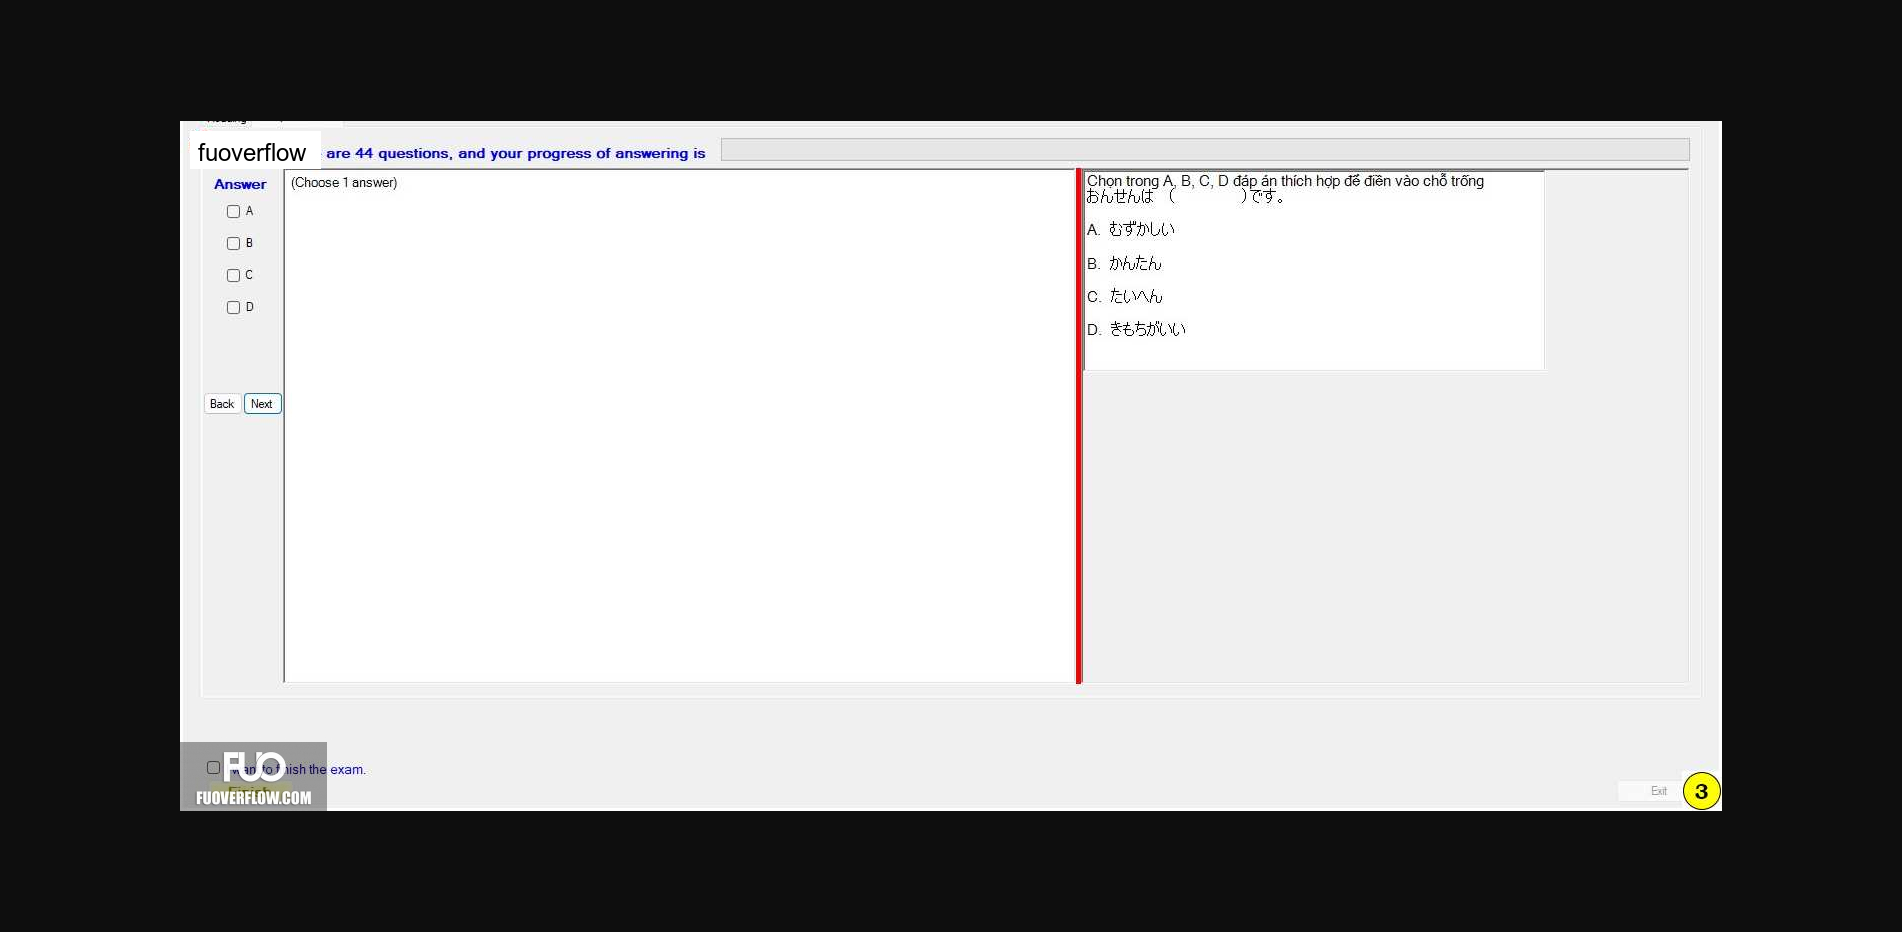 fuoverflow are 44 questions, and your progress of answering is
Answer
(Choose 1 answer)
A
B
C
D
Back Next
Chọn trong A, B, C, D đáp án thích hợp để điền vào chỗ trống
おんせんは （　　　　）です。
A. むずかしい
B. かんたん
C. たいへん
D. きもちがいい
want to finish the exam.
Finish
FUO
FUOVERFLOW.COM
Exit
3